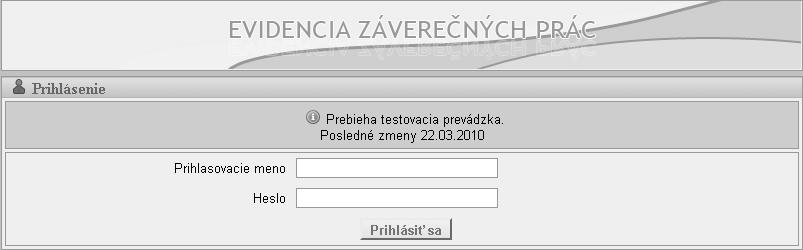 EVIDENCIA ZÁVEREČNÝCH PRÁC
Prihlásenie
Prebieha testovacia prevádzka.
Posledné zmeny 22.03.2010
Prihlasovacie meno
Heslo
Prihlásiť sa